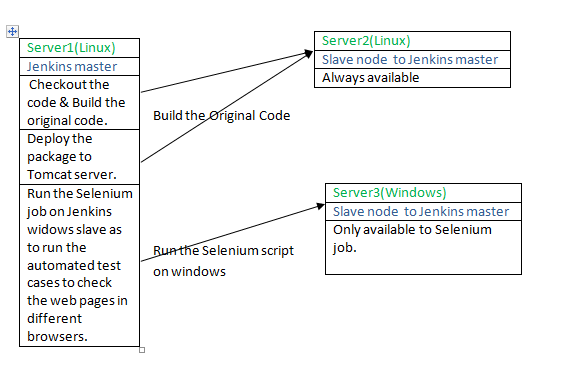 Server1(Linux)
Jenkins master
Checkout the
code & Build the
original code.
Deploy the
package to
Tomcat server.
Run the Selenium
job on Jenkins
widows slave as
to run the
automated test
cases to check
the web pages in
different
browsers.
Build the Original Code
Run the Selenium script
on windows
Server2(Linux)
Slave node to Jenkins master
Always available
Server3(Windows)
Slave node to Jenkins master
Only available to Selenium
job.